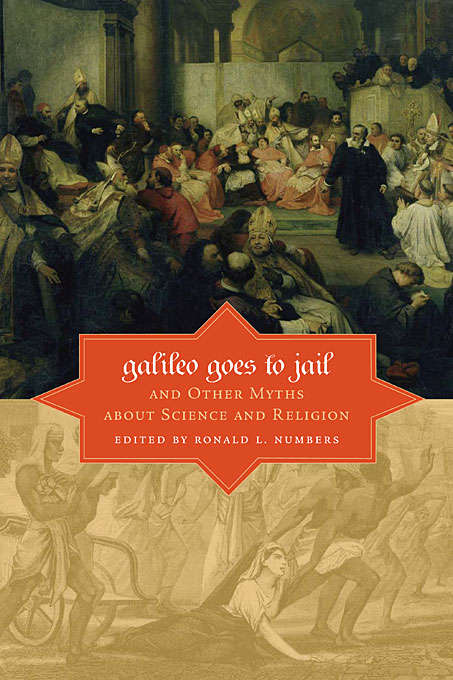 galileo goes to jail
AND OTHER MYTHS
ABOUT SCIENCE AND RELIGION
EDITED BY RONALD L. NUMBERS